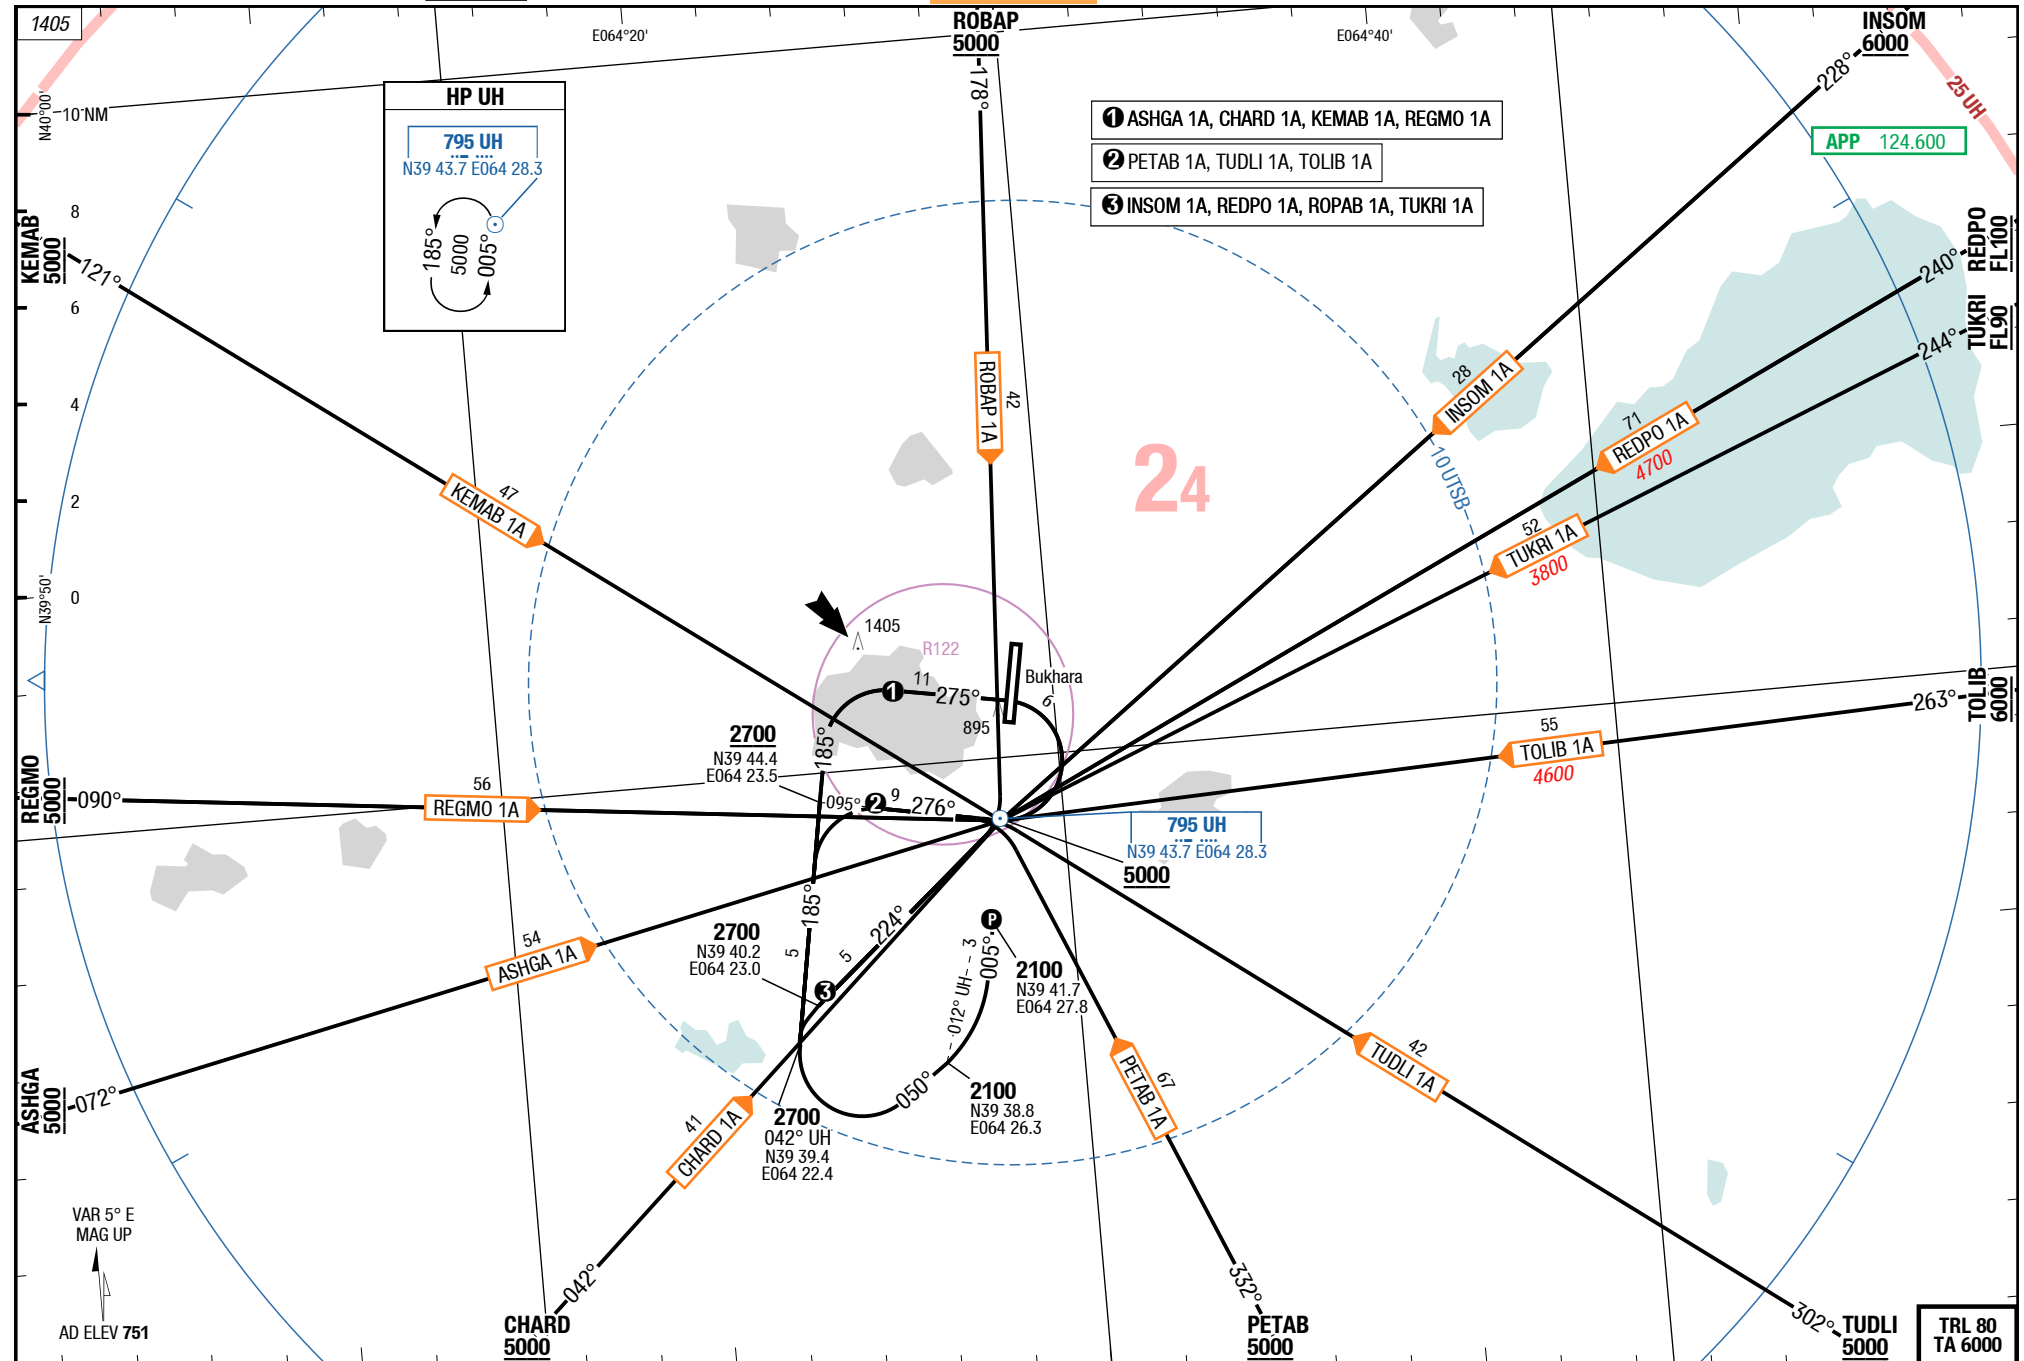 1405
E064°20'
ROBAP
5000
E064°40'
INSOM
6000
178°
228°
25 UH
N40°00'
10 NM
8
6
4
2
0
N39°50'
HP UH
795 UH
N39 43.7 E064 28.3
185°
5000
005°
❶ ASHGA 1A, CHARD 1A, KEMAB 1A, REGMO 1A
❷ PETAB 1A, TUDLI 1A, TOLIB 1A
❸ INSOM 1A, REDPO 1A, ROPAB 1A, TUKRI 1A
APP 124.600
KEMAB
5000
121°
REDPO
FL100
240°
TUKRI
FL90
244°
ROBAP 1A
42
28
INSOM 1A
71
REDPO 1A
4700
10 UTSB
24
47
KEMAB 1A
52
TUKRI 1A
3800
1405
R122
Bukhara
❶
11
275°
6
895
185°
2700
N39 44.4
E064 23.5
TOLIB
6000
263°
55
TOLIB 1A
4600
REGMO
5000
090°
56
REGMO 1A
095°
❷
9
276°
795 UH
N39 43.7 E064 28.3
5000
185°
224°
5
5
❸
2700
N39 40.2
E064 23.0
P
005°
3
012° UH
2100
N39 41.7
E064 27.8
54
ASHGA 1A
ASHGA
5000
072°
050°
2100
N39 38.8
E064 26.3
2700
042° UH
N39 39.4
E064 22.4
41
CHARD 1A
67
PETAB 1A
42
TUDLI 1A
VAR 5° E
MAG UP
AD ELEV 751
042°
CHARD
5000
332°
PETAB
5000
302°
TUDLI
5000
TRL 80
TA 6000